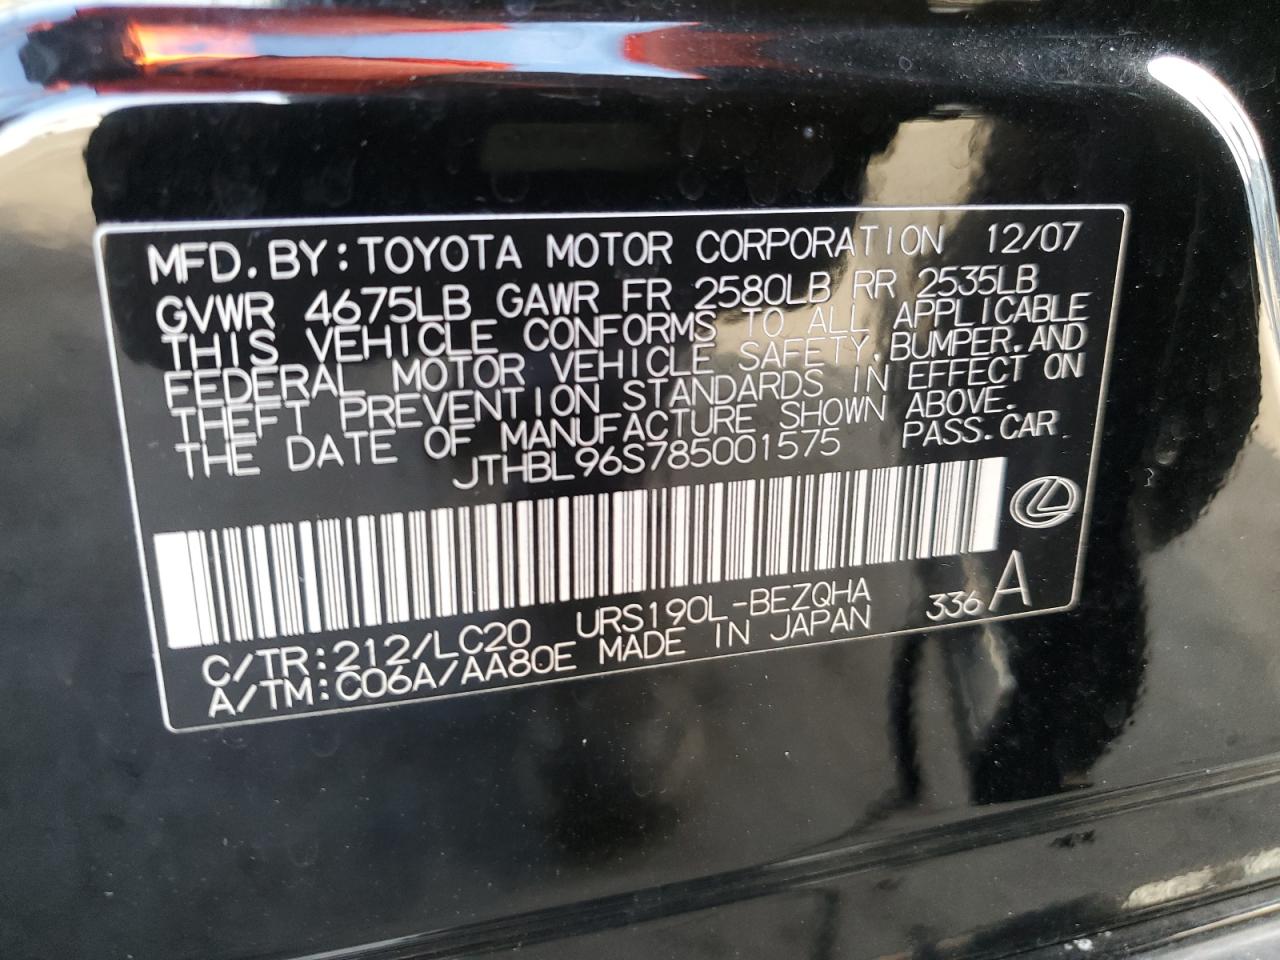 MFD. BY: TOYOTA MOTOR CORPORATION 12/07
GVWR 4675LB GAWR FR 2580LB RR 2535LB
THIS VEHICLE CONFORMS TO ALL APPLICABLE
FEDERAL MOTOR VEHICLE SAFETY, BUMPER, AND
THEFT PREVENTION STANDARDS IN EFFECT ON
THE DATE OF MANUFACTURE SHOWN ABOVE.
JTHBL96S785001575 PASS. CAR
URS190L-BEZQHA 336 A
C/TR: 212/LC20
A/TM: C06A/AA80E MADE IN JAPAN